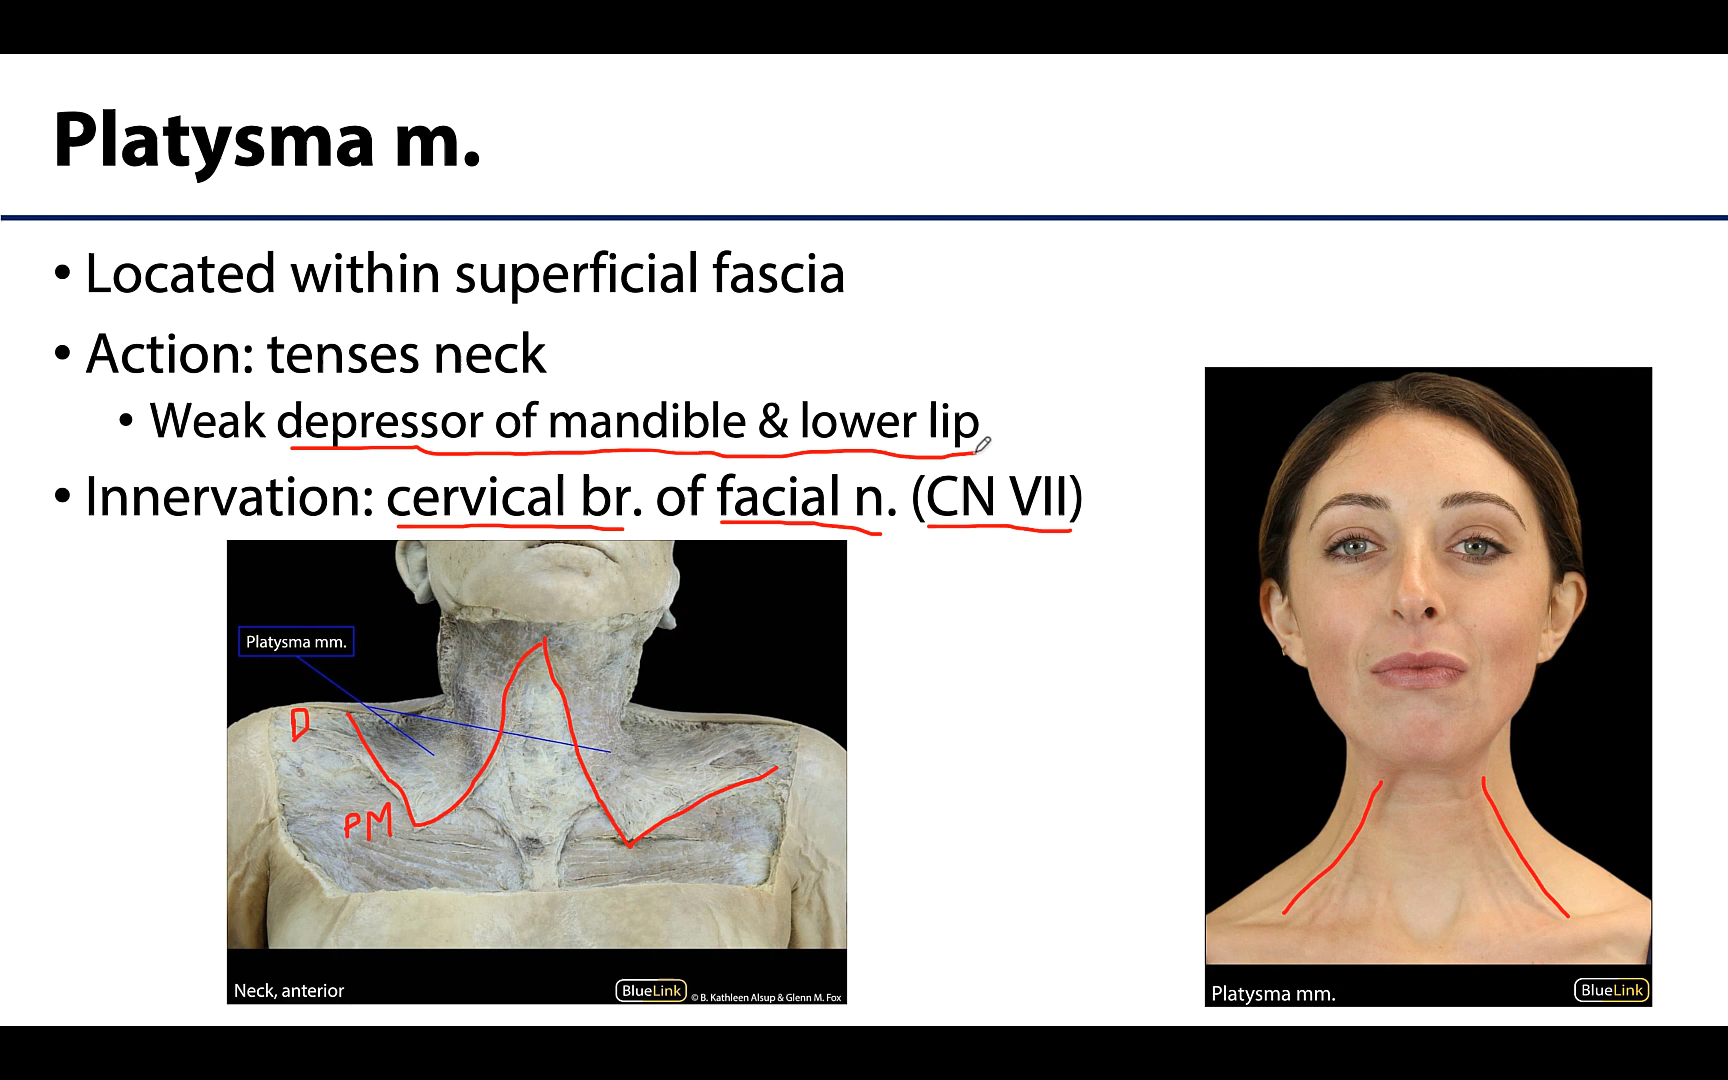 Platysma m.
• Located within superficial fascia
• Action: tenses neck
• Weak depressor of mandible & lower lip
• Innervation: cervical br. of facial n. (CN VII)
Platysma mm.
D
PM
Neck, anterior
BlueLink
© B. Kathleen Alsup & Glenn M. Fox
Platysma mm.
BlueLink